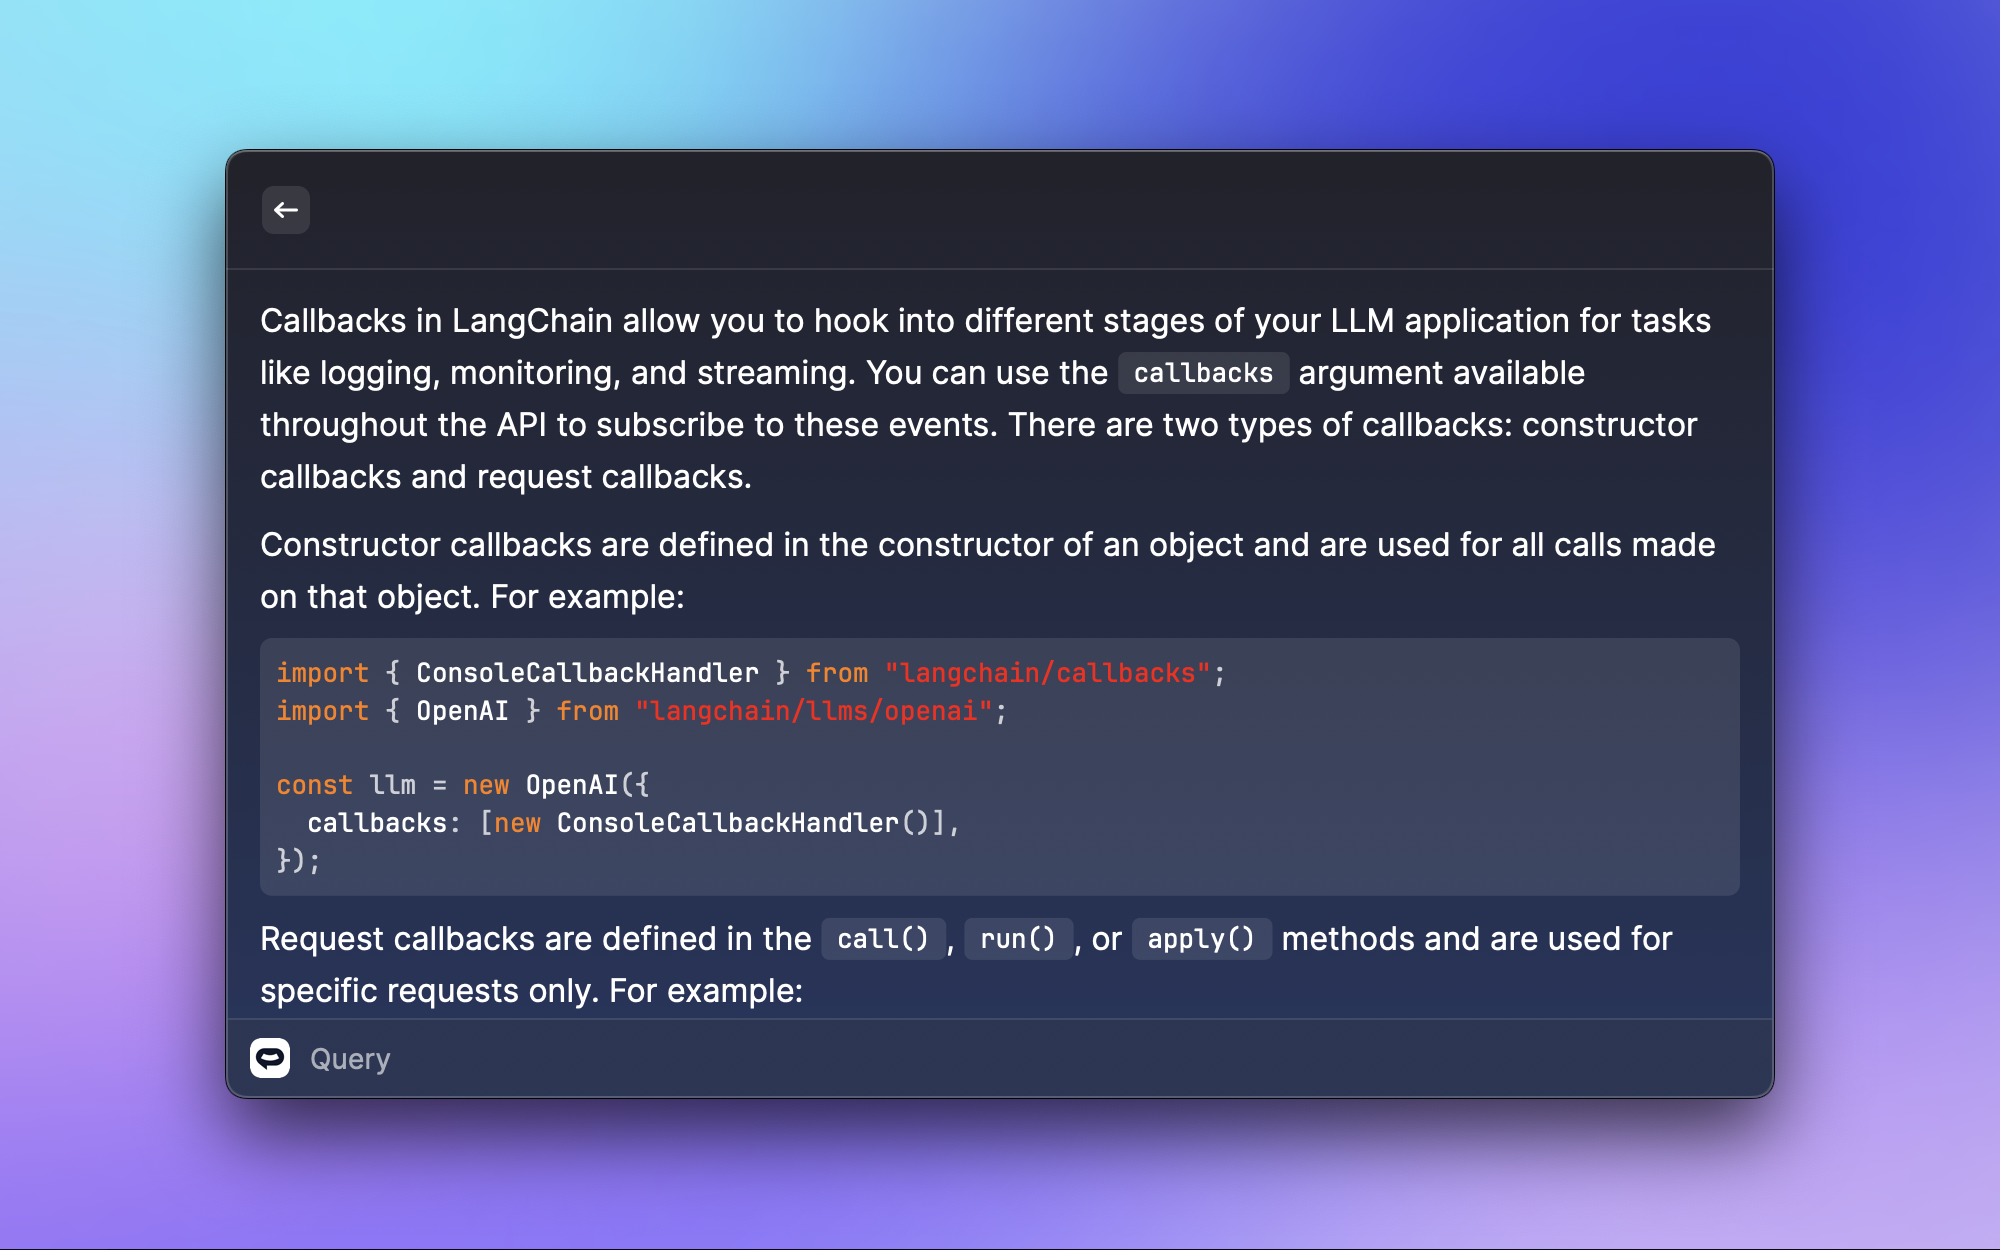 Callbacks in LangChain allow you to hook into different stages of your LLM application for tasks
like logging, monitoring, and streaming. You can use the callbacks argument available
throughout the API to subscribe to these events. There are two types of callbacks: constructor
callbacks and request callbacks.
Constructor callbacks are defined in the constructor of an object and are used for all calls made
on that object. For example:
import { ConsoleCallbackHandler } from "langchain/callbacks";
import { OpenAI } from "langchain/llms/openai";
const llm = new OpenAI({
  callbacks: [new ConsoleCallbackHandler()],
});
Request callbacks are defined in the call(), run(), or apply() methods and are used for
specific requests only. For example:
Query